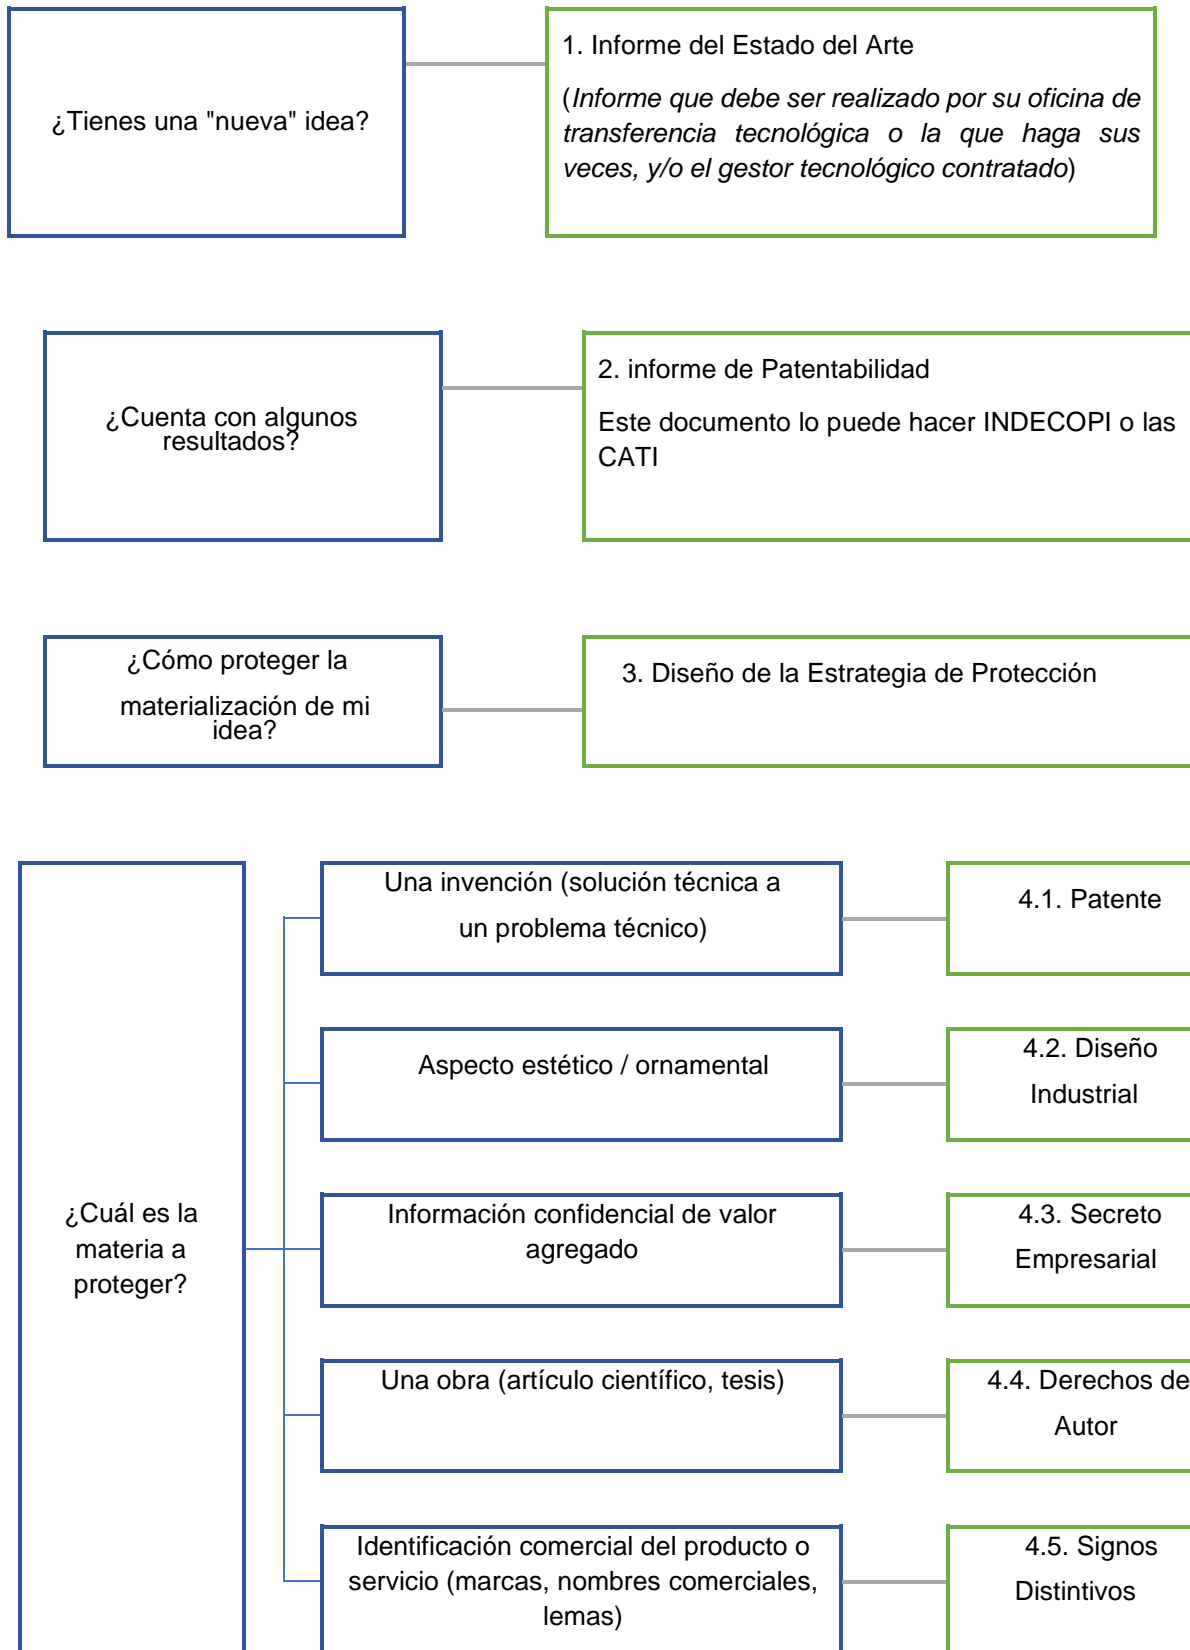 ¿Tienes una "nueva" idea?
1. Informe del Estado del Arte
(Informe que debe ser realizado por su oficina de
transferencia tecnológica o la que haga sus
veces, y/o el gestor tecnológico contratado)
¿Cuenta con algunos
resultados?
2. informe de Patentabilidad
Este documento lo puede hacer INDECOPI o las
CATI
¿Cómo proteger la
materialización de mi
idea?
3. Diseño de la Estrategia de Protección
¿Cuál es la
materia a
proteger?
Una invención (solución técnica a
un problema técnico)
4.1. Patente
Aspecto estético / ornamental
4.2. Diseño
Industrial
Información confidencial de valor
agregado
4.3. Secreto
Empresarial
Una obra (artículo científico, tesis)
4.4. Derechos de
Autor
Identificación comercial del producto o
servicio (marcas, nombres comerciales,
lemas)
4.5. Signos
Distintivos